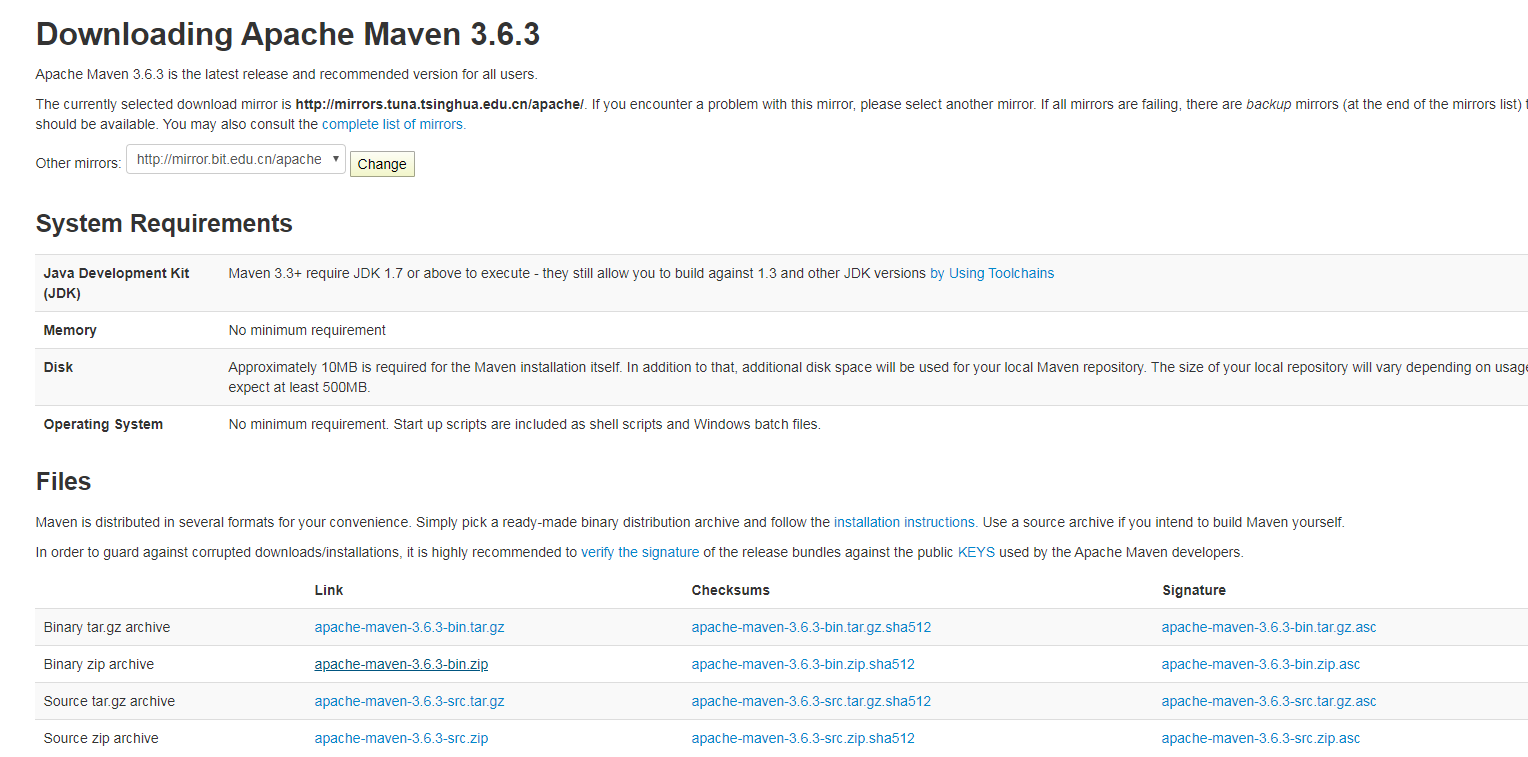 Downloading Apache Maven 3.6.3
Apache Maven 3.6.3 is the latest release and recommended version for all users.
The currently selected download mirror is http://mirrors.tuna.tsinghua.edu.cn/apache/. If you encounter a problem with this mirror, please select another mirror. If all mirrors are failing, there are backup mirrors (at the end of the mirrors list)
should be available. You may also consult the complete list of mirrors.
Other mirrors: http://mirror.bit.edu.cn/apache Change
System Requirements
Java Development Kit (JDK) Maven 3.3+ require JDK 1.7 or above to execute - they still allow you to build against 1.3 and other JDK versions by Using Toolchains
Memory No minimum requirement
Disk Approximately 10MB is required for the Maven installation itself. In addition to that, additional disk space will be used for your local Maven repository. The size of your local repository will vary depending on usage
expect at least 500MB.
Operating System No minimum requirement. Start up scripts are included as shell scripts and Windows batch files.
Files
Maven is distributed in several formats for your convenience. Simply pick a ready-made binary distribution archive and follow the installation instructions. Use a source archive if you intend to build Maven yourself.
In order to guard against corrupted downloads/installations, it is highly recommended to verify the signature of the release bundles against the public KEYS used by the Apache Maven developers.
Link Checksums Signature
Binary tar.gz archive apache-maven-3.6.3-bin.tar.gz apache-maven-3.6.3-bin.tar.gz.sha512 apache-maven-3.6.3-bin.tar.gz.asc
Binary zip archive apache-maven-3.6.3-bin.zip apache-maven-3.6.3-bin.zip.sha512 apache-maven-3.6.3-bin.zip.asc
Source tar.gz archive apache-maven-3.6.3-src.tar.gz apache-maven-3.6.3-src.tar.gz.sha512 apache-maven-3.6.3-src.tar.gz.asc
Source zip archive apache-maven-3.6.3-src.zip apache-maven-3.6.3-src.zip.sha512 apache-maven-3.6.3-src.zip.asc